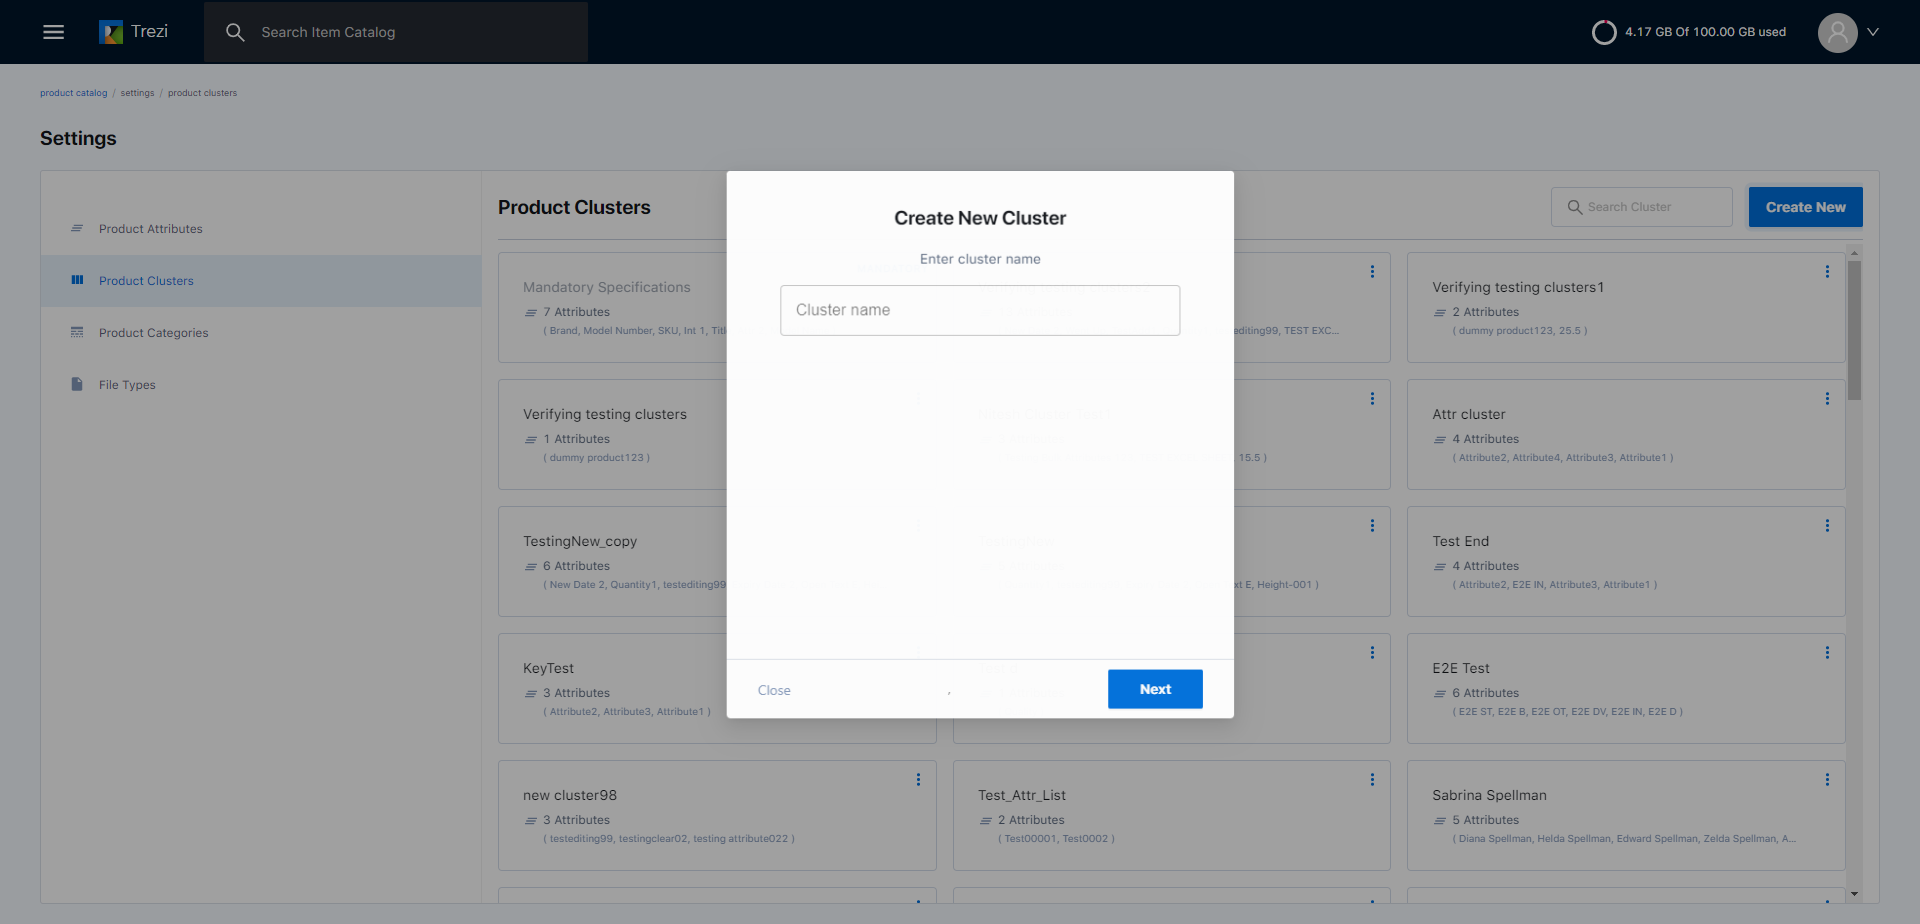 Trezi
Search Item Catalog
4.17 GB Of 100.00 GB used
product catalog / settings / product clusters
Settings
Product Attributes
Product Clusters
Product Categories
File Types
Product Clusters
Search Cluster
Create New
Mandatory Specifications
7 Attributes
( Brand, Model Number, SKU, Int 1, Titl
editing99, TEST EXC...
Verifying testing clusters1
2 Attributes
( dummy product123, 25.5 )
Verifying testing clusters
1 Attributes
( dummy product123 )
15.5 )
Attr cluster
4 Attributes
( Attribute2, Attribute4, Attribute3, Attribute1 )
TestingNew_copy
6 Attributes
( New Date 2, Quantity1, testediting99
xt E, Height-001 )
Test End
4 Attributes
( Attribute2, E2E IN, Attribute3, Attribute1 )
KeyTest
3 Attributes
( Attribute2, Attribute3, Attribute1 )
E2E Test
6 Attributes
( E2E ST, E2E B, E2E OT, E2E DV, E2E IN, E2E D )
new cluster98
3 Attributes
( testediting99, testingclear02, testing attribute022 )
Test_Attr_List
2 Attributes
( Test00001, Test0002 )
Sabrina Spellman
5 Attributes
( Diana Spellman, Helda Spellman, Edward Spellman, Zelda Spellman, A...
Create New Cluster
Enter cluster name
Cluster name
Close
,
Next